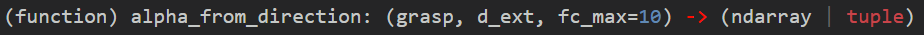 (function) alpha_from_direction: (grasp, d_ext, fc_max=10) -> (ndarray | tuple)